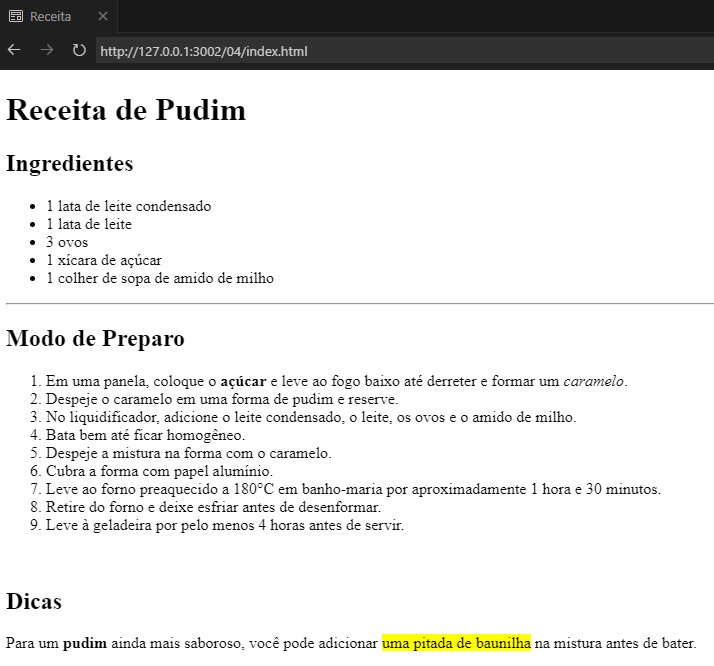 Receita
http://127.0.0.1:3002/04/index.html
Receita de Pudim
Ingredientes
• 1 lata de leite condensado
• 1 lata de leite
• 3 ovos
• 1 xícara de açúcar
• 1 colher de sopa de amido de milho
Modo de Preparo
1. Em uma panela, coloque o açúcar e leve ao fogo baixo até derreter e formar um caramelo.
2. Despeje o caramelo em uma forma de pudim e reserve.
3. No liquidificador, adicione o leite condensado, o leite, os ovos e o amido de milho.
4. Bata bem até ficar homogêneo.
5. Despeje a mistura na forma com o caramelo.
6. Cubra a forma com papel alumínio.
7. Leve ao forno preaquecido a 180°C em banho-maria por aproximadamente 1 hora e 30 minutos.
8. Retire do forno e deixe esfriar antes de desenformar.
9. Leve à geladeira por pelo menos 4 horas antes de servir.
Dicas
Para um pudim ainda mais saboroso, você pode adicionar uma pitada de baunilha na mistura antes de bater.